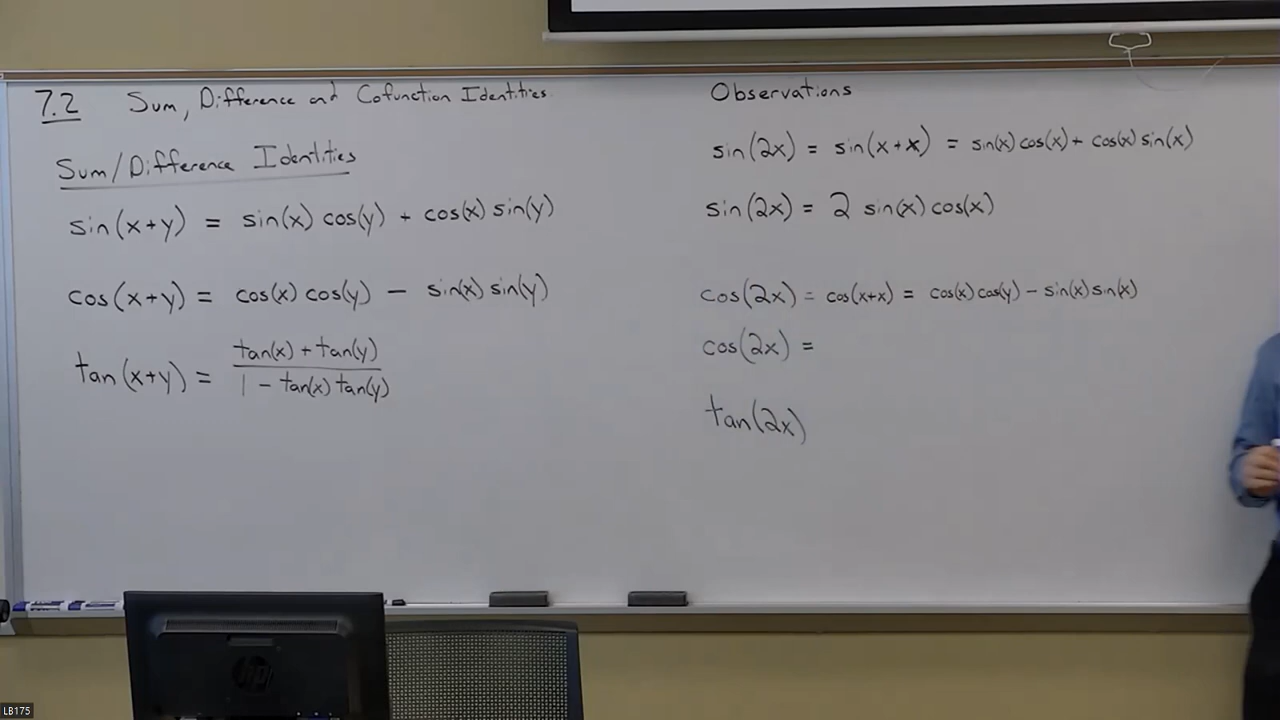 7.2 Sum, Difference and Cofunction Identities
Sum/Difference Identities
sin(x+y) = sin(x) cos(y) + cos(x) sin(y)
cos(x+y) = cos(x) cos(y) − sin(x) sin(y)
tan(x+y) = tan(x) + tan(y) / 1 − tan(x) tan(y)
Observations
sin(2x) = sin(x+x) = sin(x) cos(x) + cos(x) sin(x)
sin(2x) = 2 sin(x) cos(x)
cos(2x) = cos(x+x) = cos(x) cos(y) − sin(x) sin(x)
cos(2x) =
tan(2x)
hp
LB175